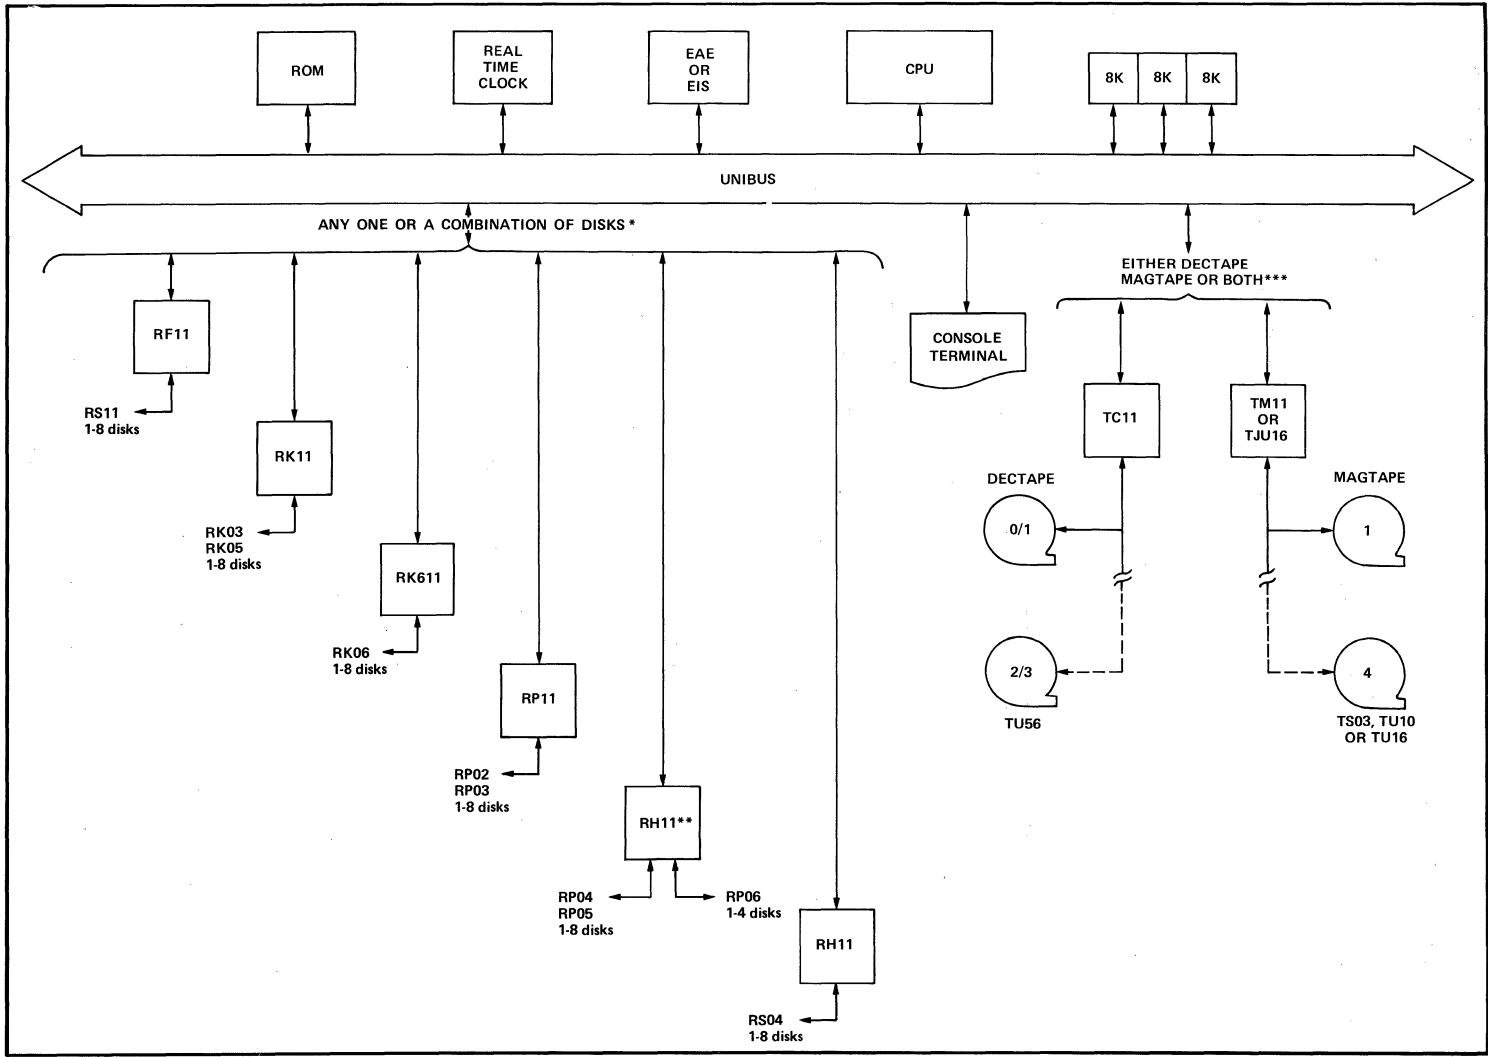 ROM
REAL
TIME
CLOCK
EAE
OR
EIS
CPU
8K
8K
8K
UNIBUS
ANY ONE OR A COMBINATION OF DISKS*
EITHER DECTAPE
MAGTAPE OR BOTH***
RF11
RS11
1-8 disks
RK11
RK03
RK05
1-8 disks
RK611
RK06
1-8 disks
RP11
RP02
RP03
1-8 disks
RH11**
RP04
RP05
1-8 disks
RP06
1-4 disks
RH11
RS04
1-8 disks
CONSOLE
TERMINAL
TC11
TM11
OR
TJU16
DECTAPE
0/1
2/3
TU56
MAGTAPE
1
4
TS03, TU10
OR TU16